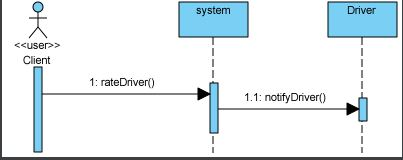 system
Driver
<<user>>
Client
1: rateDriver()
1.1: notifyDriver()